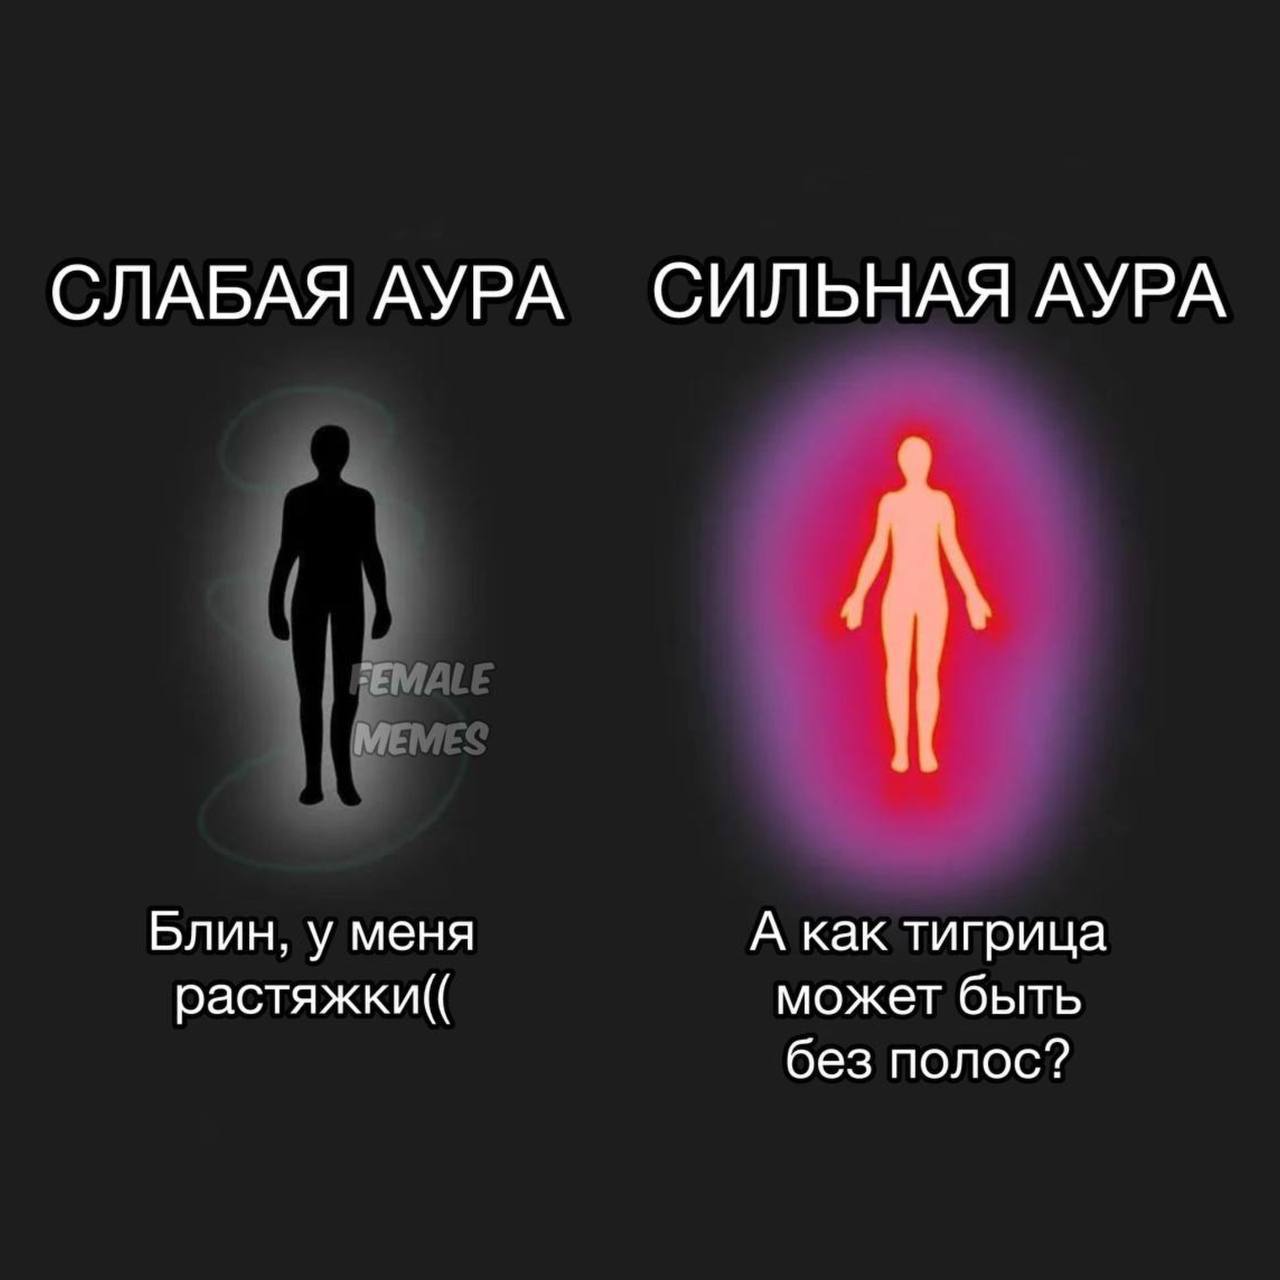 СЛАБАЯ АУРА
СИЛЬНАЯ АУРА
FEMALE
MEMES
Блин, у меня
растяжки((
А как тигрица
может быть
без полос?